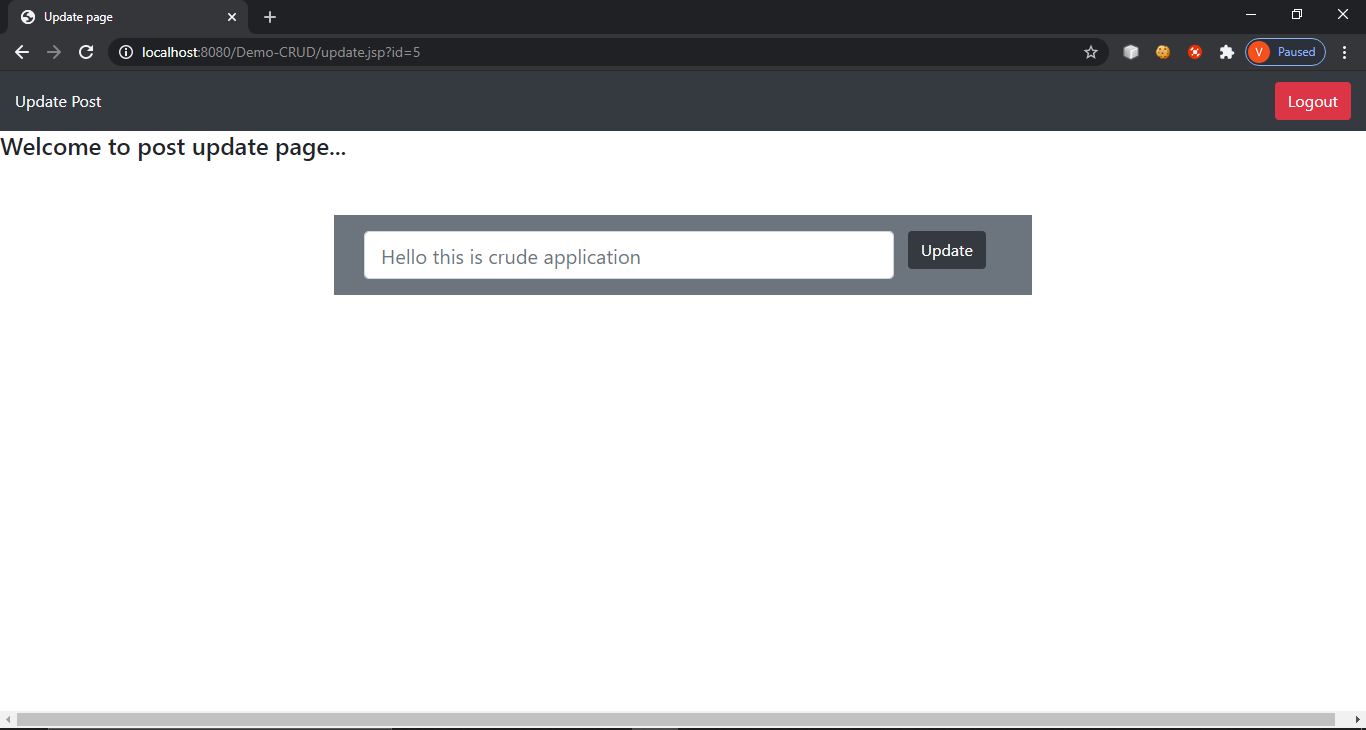 Update page
localhost:8080/Demo-CRUD/update.jsp?id=5
V Paused
Update Post
Logout
Welcome to post update page...
Hello this is crude application
Update